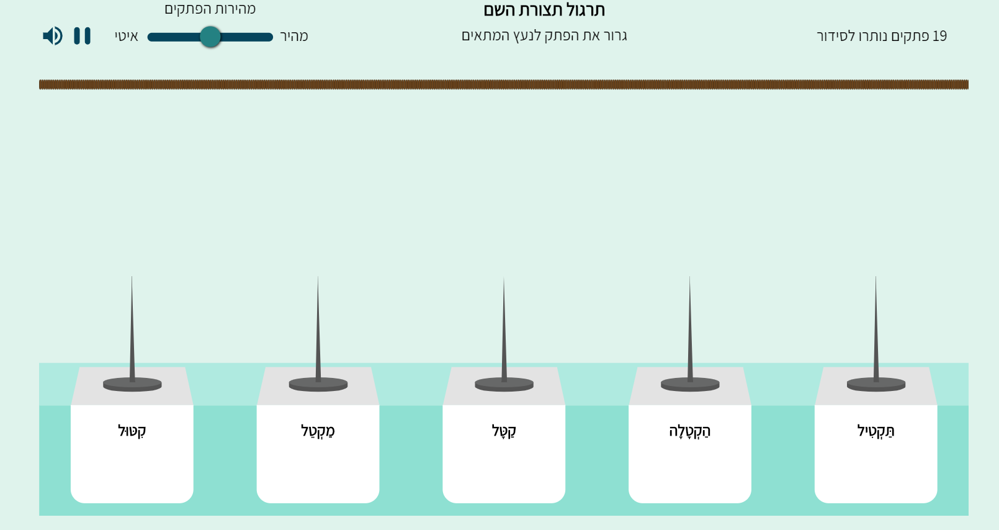 תרגול תצורת השם
גרור את הפתק לנעץ המתאים
19 פתקים נותרו לסידור
מהירות הפתקים
מהיר
איטי
תַּקְטִיל
הַקְטָלָה
קַטָּל
מַקְטֵל
קִטּוּל